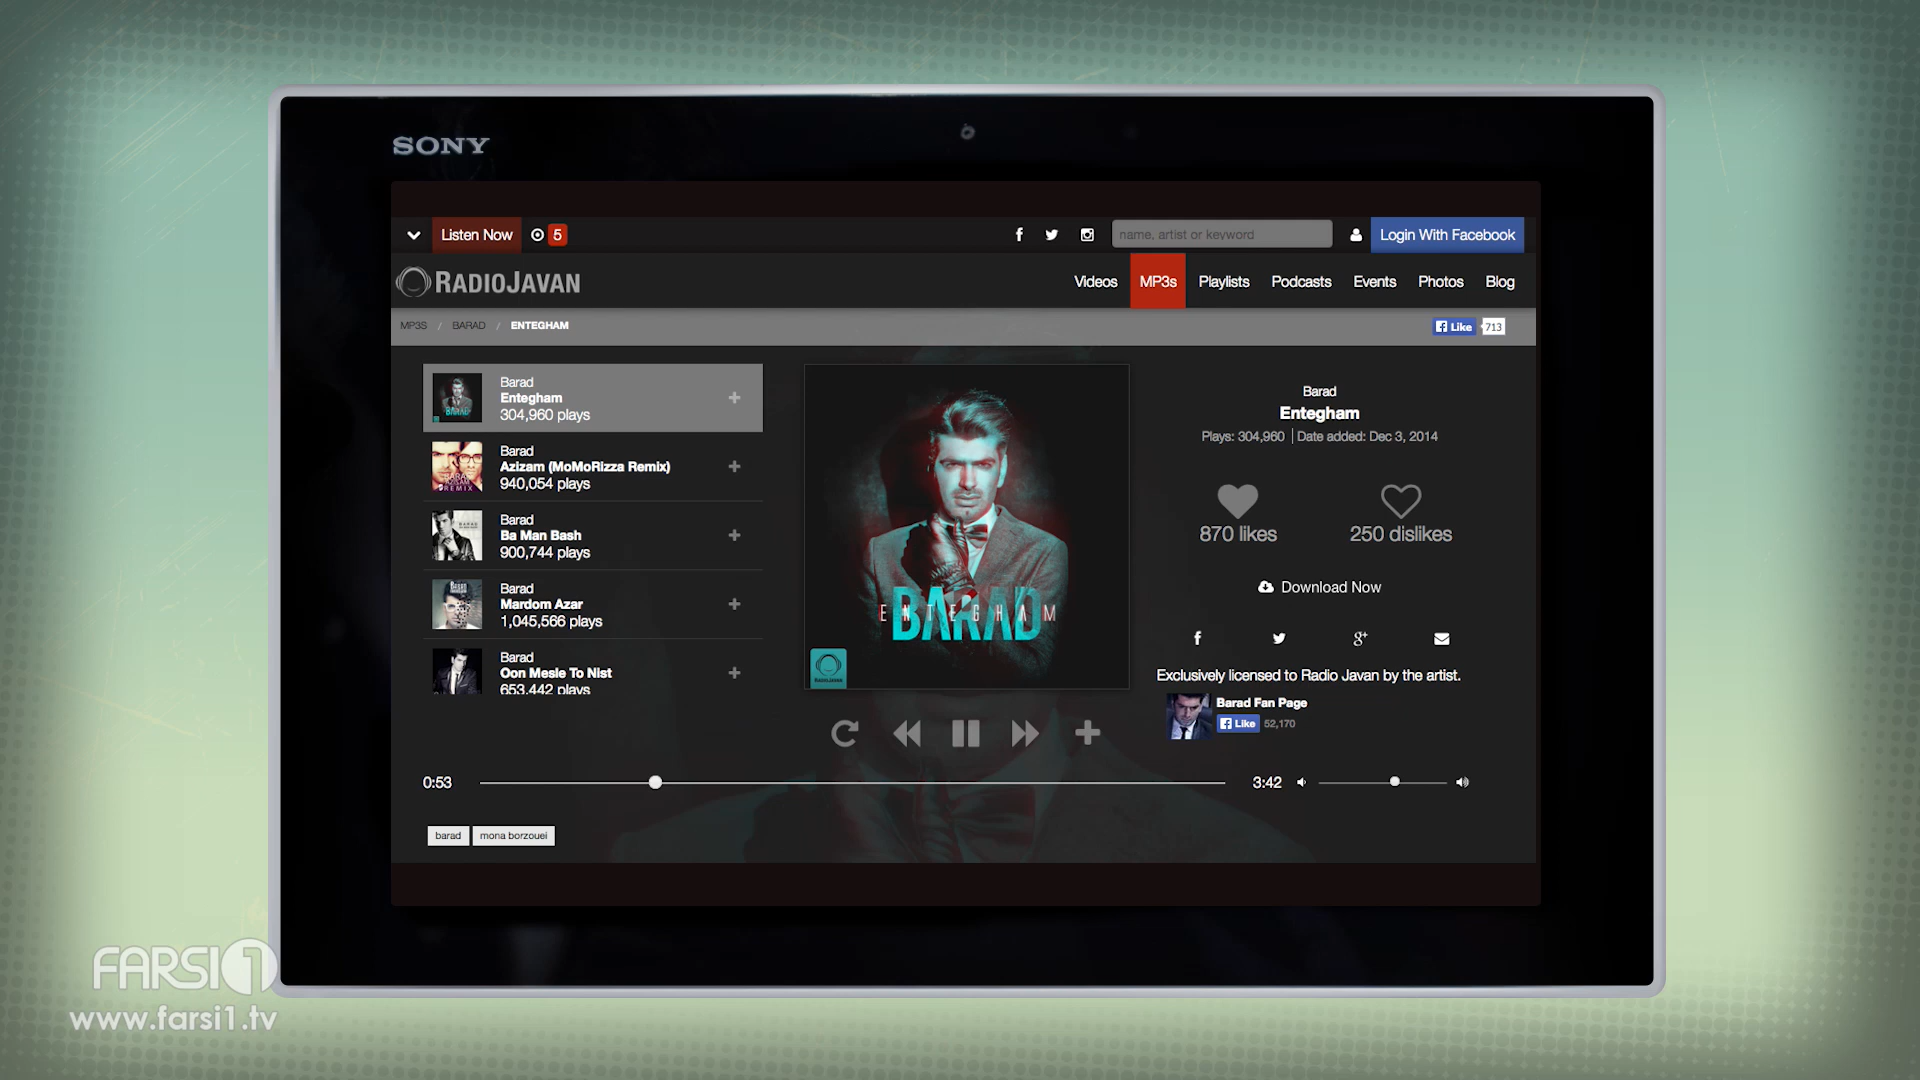 SONY
Listen Now 5 name, artist or keyword Login With Facebook
RADIOJAVAN Videos MP3s Playlists Podcasts Events Photos Blog
MP3S / BARAD / ENTEGHAM Like 713
Barad
Entegham
304,960 plays
Barad
Azizam (MoMoRizza Remix)
940,054 plays
Barad
Ba Man Bash
900,744 plays
Barad
Mardom Azar
1,045,566 plays
Barad
Oon Mesle To Nist
653,442 plays
BARAD
ENTEGHAM
RADIOJAVAN
Barad
Entegham
Plays: 304,960 | Date added: Dec 3, 2014
870 likes 250 dislikes
Download Now
Exclusively licensed to Radio Javan by the artist.
Barad Fan Page
Like 52,170
0:53 3:42
barad mona borzouei
FARSI1
www.farsi1.tv